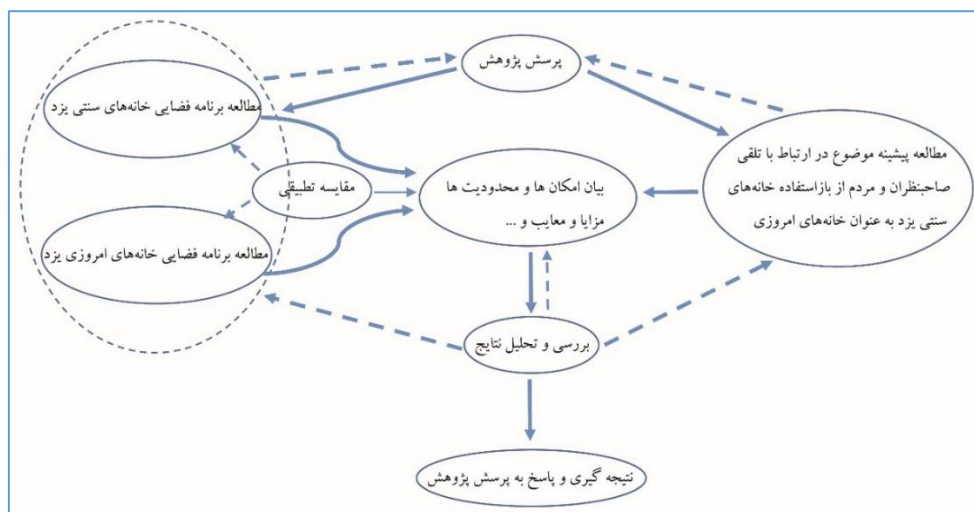 پرسش پژوهش
مطالعه برنامه فضایی خانه‌های سنتی یزد
مطالعه پیشینه موضوع در ارتباط با تلقی
صاحبنظران و مردم از بازاستفاده خانه‌های
سنتی یزد به عنوان خانه‌های امروزی
مقایسه تطبیقی
بیان امکان ها و محدودیت ها
مزایا و معایب و ...
مطالعه برنامه فضایی خانه‌های امروزی یزد
بررسی و تحلیل نتایج
نتیجه گیری و پاسخ به پرسش پژوهش